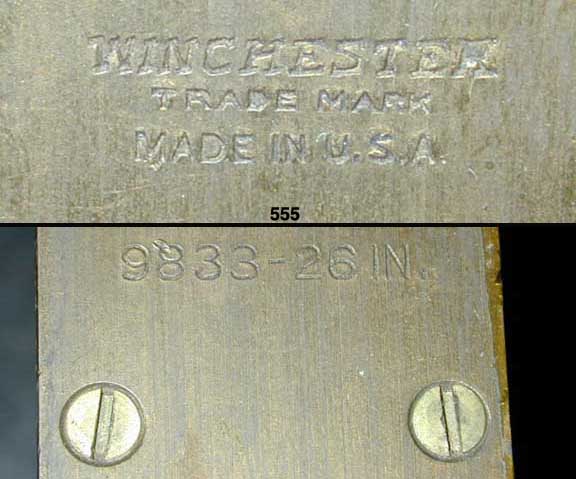 WINCHESTER
TRADE MARK
MADE IN U.S.A.
555
9833-26 IN.